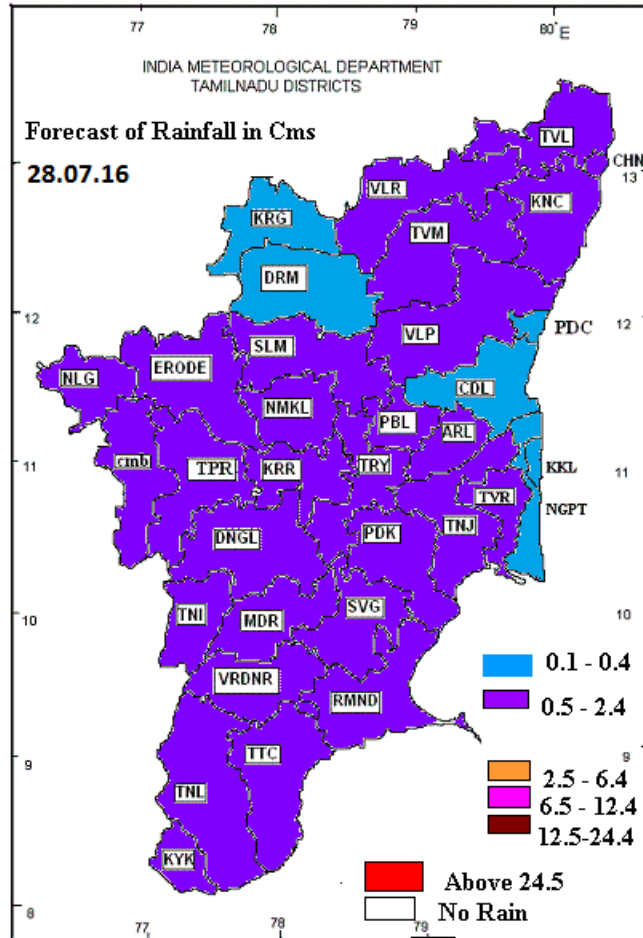 77 78 79 80° E
INDIA METEOROLOGICAL DEPARTMENT
TAMILNADU DISTRICTS
Forecast of Rainfall in Cms
28.07.16
TVL
CHN
13
VLR
KNC
KRG
TVM
DRM
12
12
PDC
VLP
SLM
ERODE
NLG
CDL
NMKL
PBL
ARL
11
cmb
TPR
KRR
TRY
KKL
11
TVR
NGPT
DNGL
PDK
TNJ
10
TNI
MDR
SVG
10
VRDNR
RMND
0.1 - 0.4
0.5 - 2.4
9
TTC
9
TNL
2.5 - 6.4
6.5 - 12.4
12.5-24.4
KYK
Above 24.5
No Rain
8
77 78 79